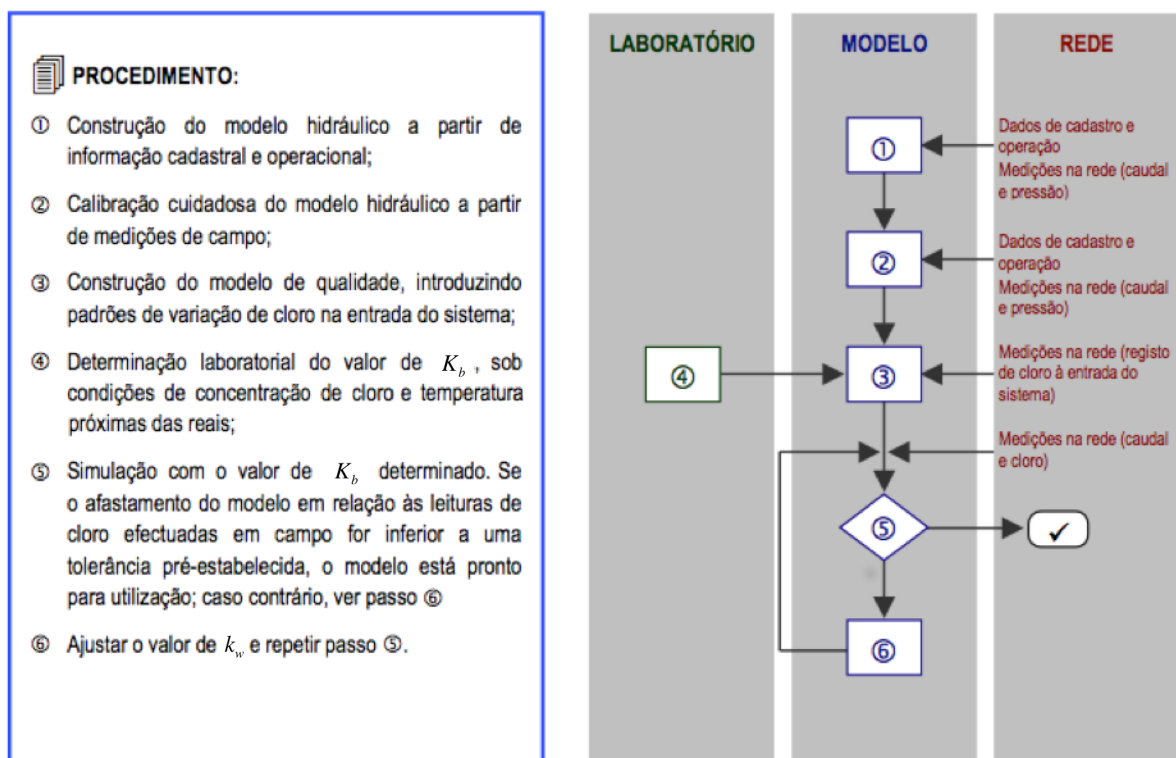 PROCEDIMENTO:
① Construção do modelo hidráulico a partir de
informação cadastral e operacional;
② Calibração cuidadosa do modelo hidráulico a partir
de medições de campo;
③ Construção do modelo de qualidade, introduzindo
padrões de variação de cloro na entrada do sistema;
④ Determinação laboratorial do valor de K_b , sob
condições de concentração de cloro e temperatura
próximas das reais;
⑤ Simulação com o valor de K_b determinado. Se
o afastamento do modelo em relação às leituras de
cloro efectuadas em campo for inferior a uma
tolerância pré-estabelecida, o modelo está pronto
para utilização; caso contrário, ver passo ⑥
⑥ Ajustar o valor de k_w e repetir passo ⑤.
LABORATÓRIO
MODELO
REDE
①
Dados de cadastro e
operação
Medições na rede (caudal
e pressão)
②
Dados de cadastro e
operação
Medições na rede (caudal
e pressão)
④
③
Medições na rede (registo
de cloro à entrada do
sistema)
Medições na rede (caudal
e cloro)
⑤
✓
⑥